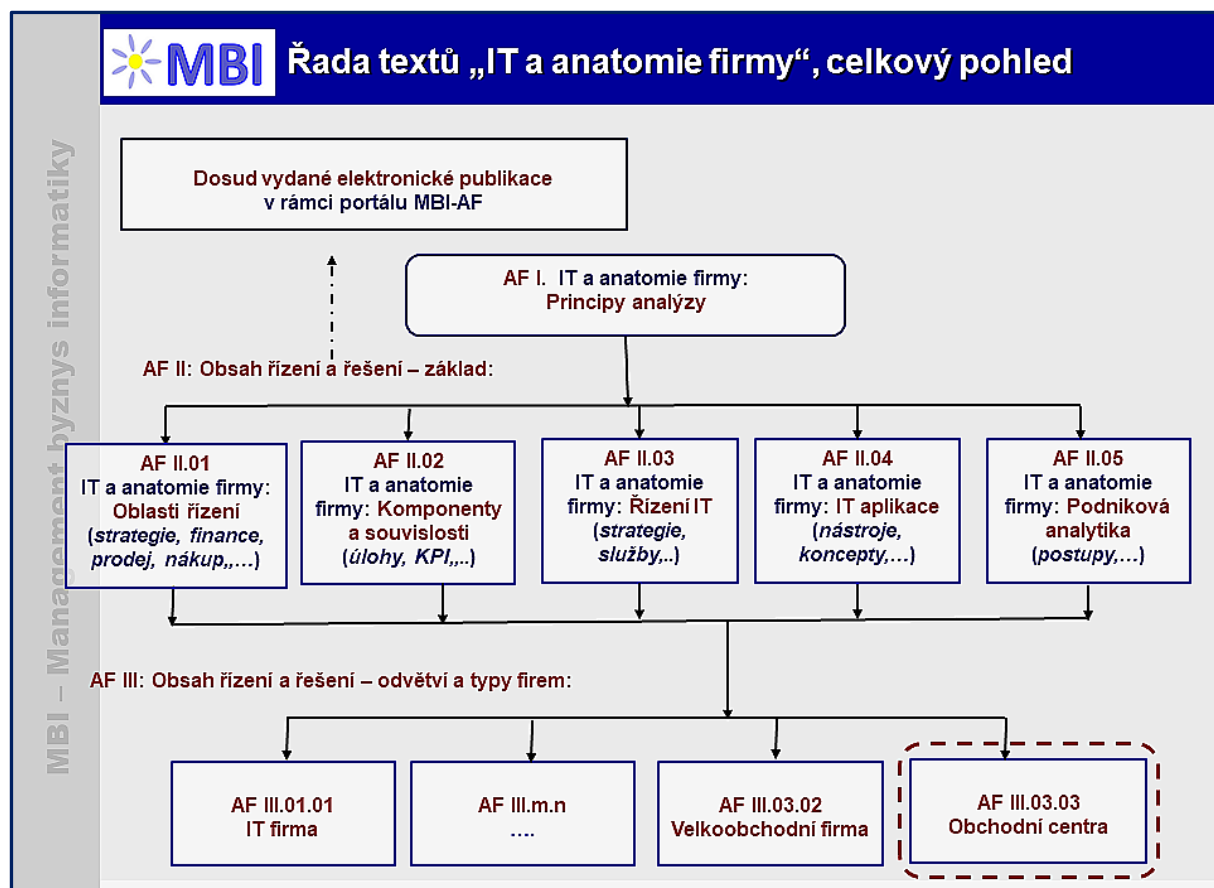 MBI
Řada textů „IT a anatomie firmy“, celkový pohled
MBI – Management byznys informatiky
Dosud vydané elektronické publikace
v rámci portálu MBI-AF
AF I. IT a anatomie firmy:
Principy analýzy
AF II: Obsah řízení a řešení – základ:
AF II.01
IT a anatomie firmy:
Oblasti řízení
(strategie, finance,
prodej, nákup,,…)
AF II.02
IT a anatomie
firmy: Komponenty
a souvislosti
(úlohy, KPI,,..)
AF II.03
IT a anatomie
firmy: Řízení IT
(strategie,
služby,..)
AF II.04
IT a anatomie
firmy: IT aplikace
(nástroje,
koncepty,…)
AF II.05
IT a anatomie
firmy: Podniková
analytika
(postupy,…)
AF III: Obsah řízení a řešení – odvětví a typy firem:
AF III.01.01
IT firma
AF III.m.n
….
AF III.03.02
Velkoobchodní firma
AF III.03.03
Obchodní centra